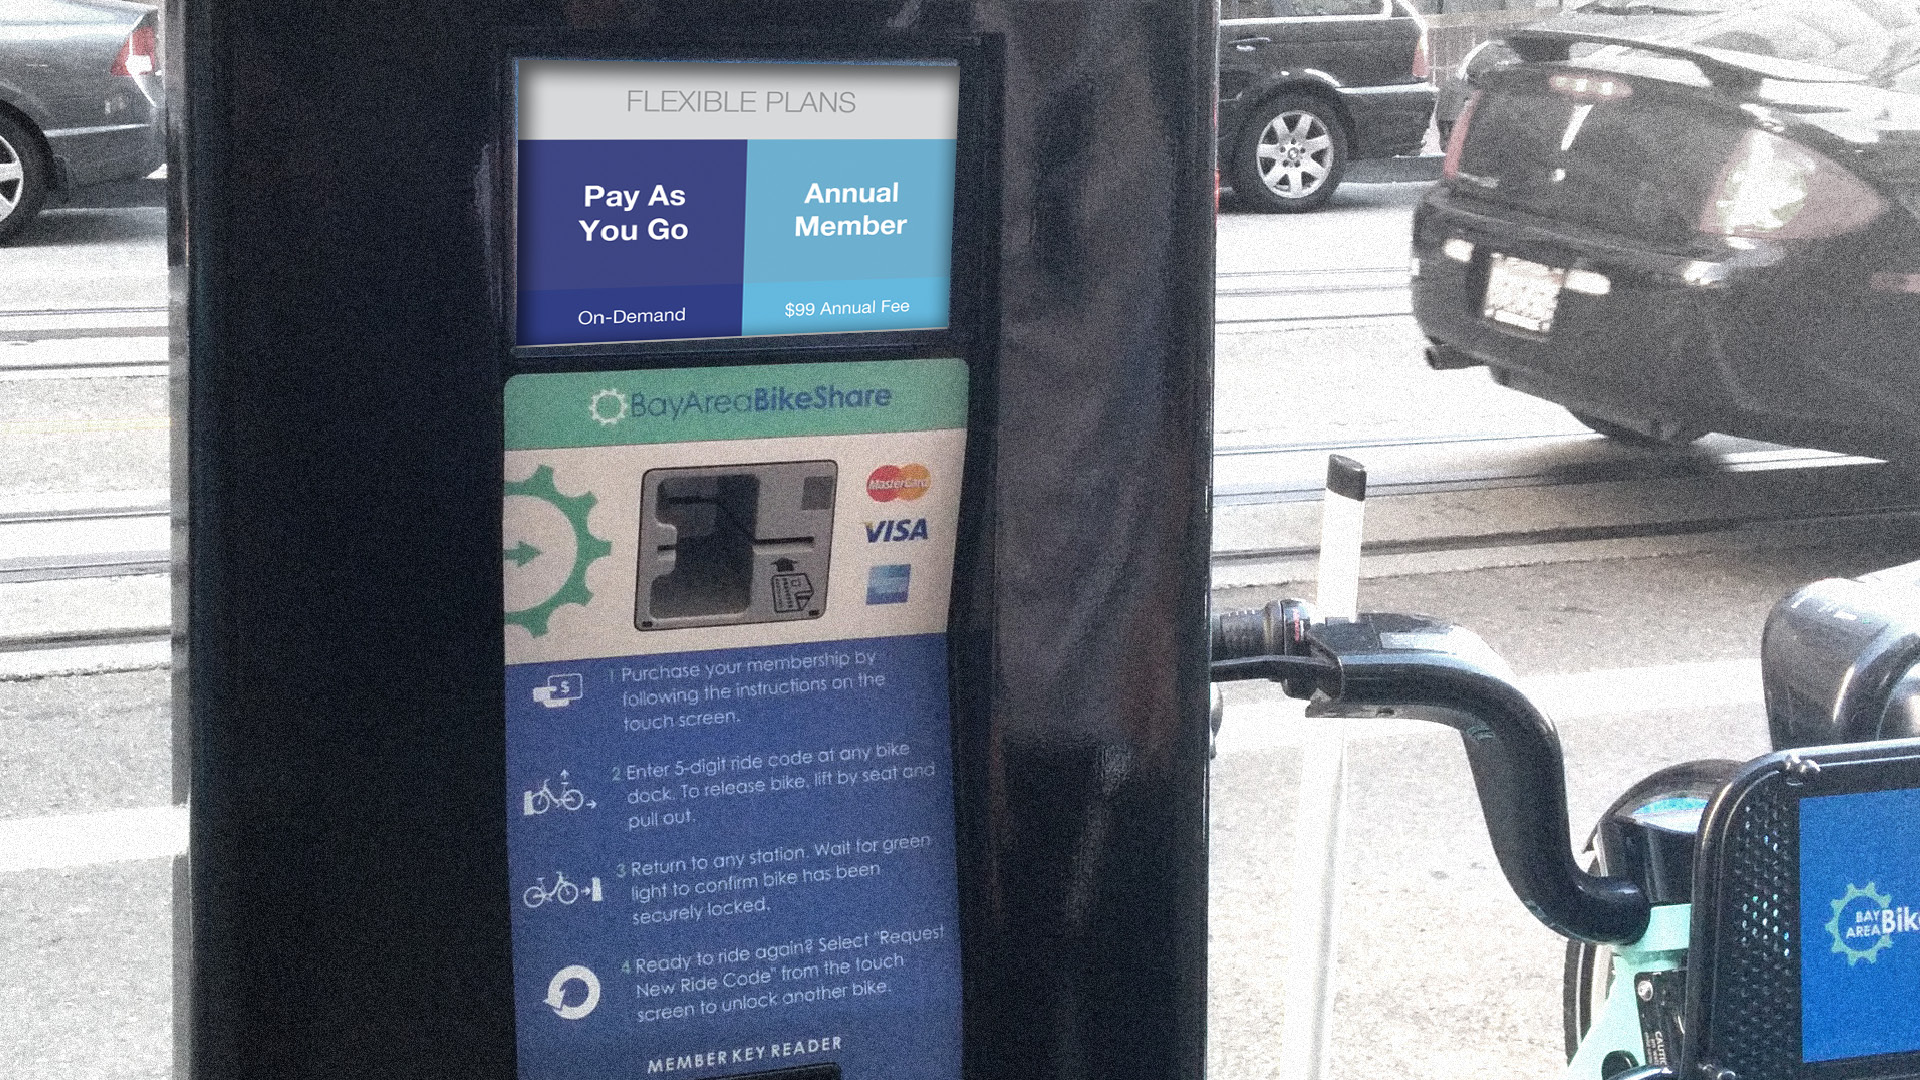 FLEXIBLE PLANS
Pay As
You Go
Annual
Member
On-Demand
$99 Annual Fee
BayAreaBikeShare
MasterCard
VISA
1 Purchase your membership by
following the instructions on the
touch screen.
2 Enter 5-digit ride code at any bike
dock. To release bike, lift by seat and
pull out.
3 Return to any station. Wait for green
light to confirm bike has been
securely locked.
4 Ready to ride again? Select "Request
New Ride Code" from the touch
screen to unlock another bike.
MEMBER KEY READER
BAY
AREA